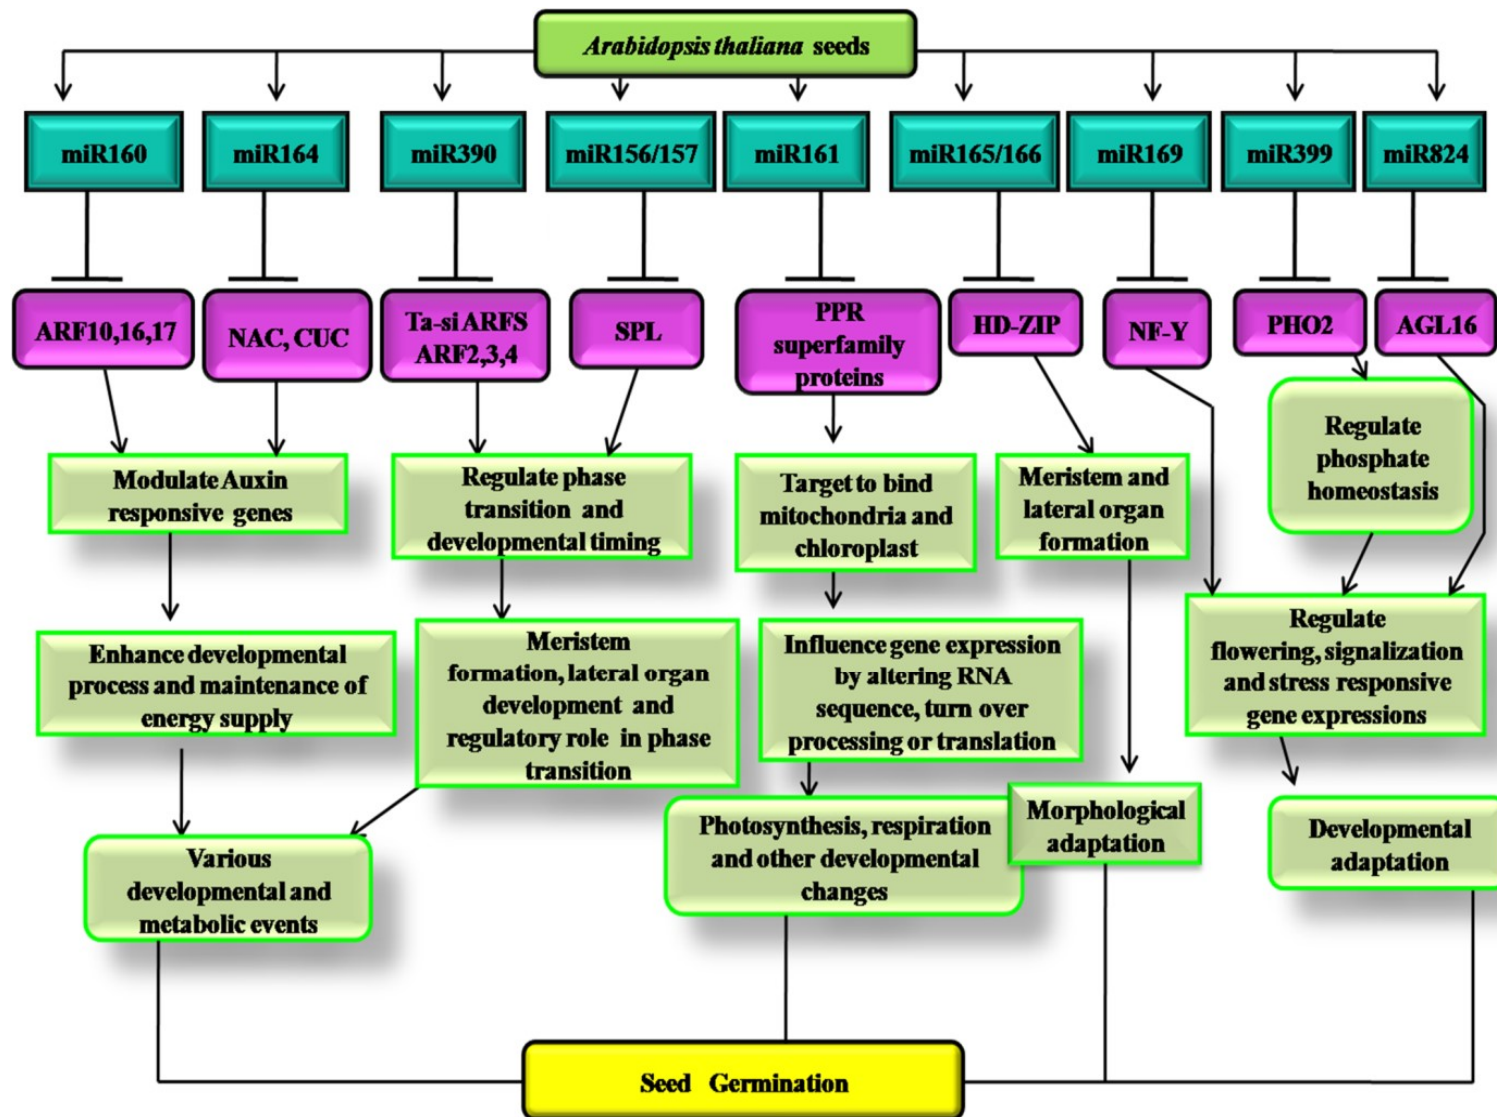 Arabidopsis thaliana seeds
miR160
miR164
miR390
miR156/157
miR161
miR165/166
miR169
miR399
miR824
ARF10,16,17
NAC, CUC
Ta-si ARFS
ARF2,3,4
SPL
PPR
superfamily
proteins
HD-ZIP
NF-Y
PHO2
AGL16
Modulate Auxin
responsive genes
Regulate phase
transition and
developmental timing
Target to bind
mitochondria and
chloroplast
Meristem and
lateral organ
formation
Regulate
phosphate
homeostasis
Enhance developmental
process and maintenance of
energy supply
Meristem
formation, lateral organ
development and
regulatory role in phase
transition
Influence gene expression
by altering RNA
sequence, turn over
processing or translation
Regulate
flowering, signalization
and stress responsive
gene expressions
Various
developmental and
metabolic events
Photosynthesis, respiration
and other developmental
changes
Morphological
adaptation
Developmental
adaptation
Seed Germination